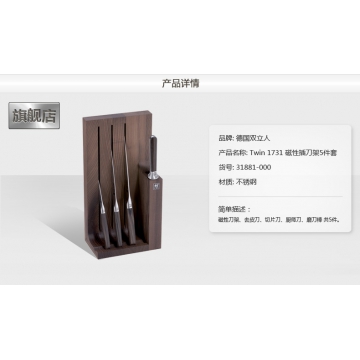 产品详情
旗舰店
品牌: 德国双立人
产品名称: Twin 1731 磁性插刀架5件套
货号: 31881-000
材质: 不锈钢
简单描述：
磁性刀架、去皮刀、切片刀、厨师刀、磨刀棒 共5件。